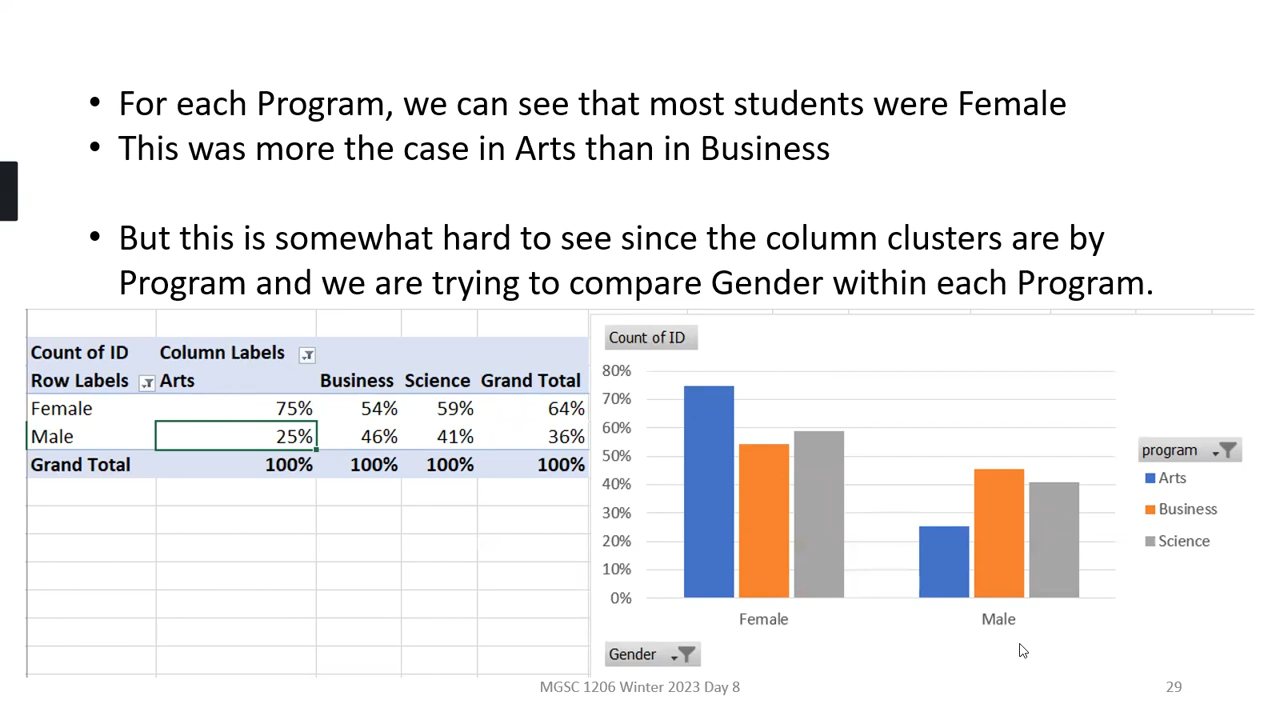 • For each Program, we can see that most students were Female
• This was more the case in Arts than in Business
• But this is somewhat hard to see since the column clusters are by
Program and we are trying to compare Gender within each Program.
Count of ID Column Labels
Row Labels Arts Business Science Grand Total
Female 75% 54% 59% 64%
Male 25% 46% 41% 36%
Grand Total 100% 100% 100% 100%
Count of ID
80%
70%
60%
50%
40%
30%
20%
10%
0%
Female Male
program
Arts
Business
Science
Gender
MGSC 1206 Winter 2023 Day 8
29